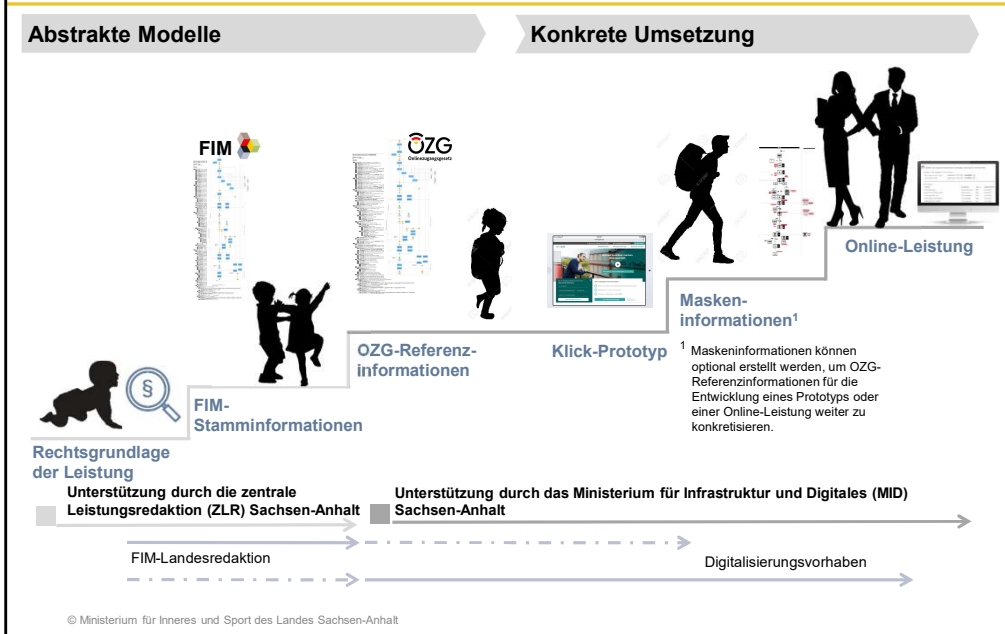 Abstrakte Modelle
Konkrete Umsetzung
FIM
OZG
Onlinezugangsgesetz
§
Rechtsgrundlage
der Leistung
FIM-
Stamminformationen
OZG-Referenz-
informationen
Klick-Prototyp
Masken-
informationen¹
Online-Leistung
¹ Maskeninformationen können
optional erstellt werden, um OZG-
Referenzinformationen für die
Entwicklung eines Prototyps oder
einer Online-Leistung weiter zu
konkretisieren.
Unterstützung durch die zentrale
Leistungsredaktion (ZLR) Sachsen-Anhalt
Unterstützung durch das Ministerium für Infrastruktur und Digitales (MID)
Sachsen-Anhalt
FIM-Landesredaktion
Digitalisierungsvorhaben
© Ministerium für Inneres und Sport des Landes Sachsen-Anhalt